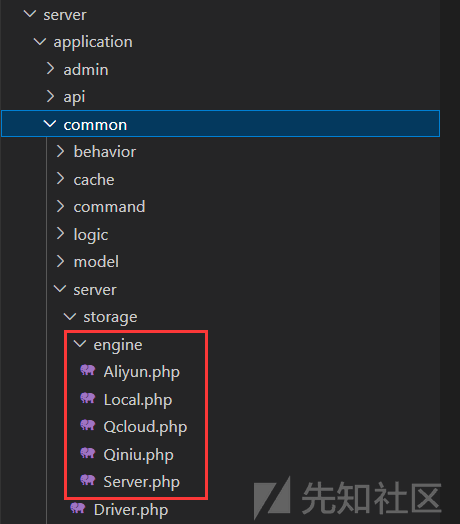 server
application
admin
api
common
behavior
cache
command
logic
model
server
storage
engine
Aliyun.php
Local.php
Qcloud.php
Qiniu.php
Server.php
Driver.php
先知社区